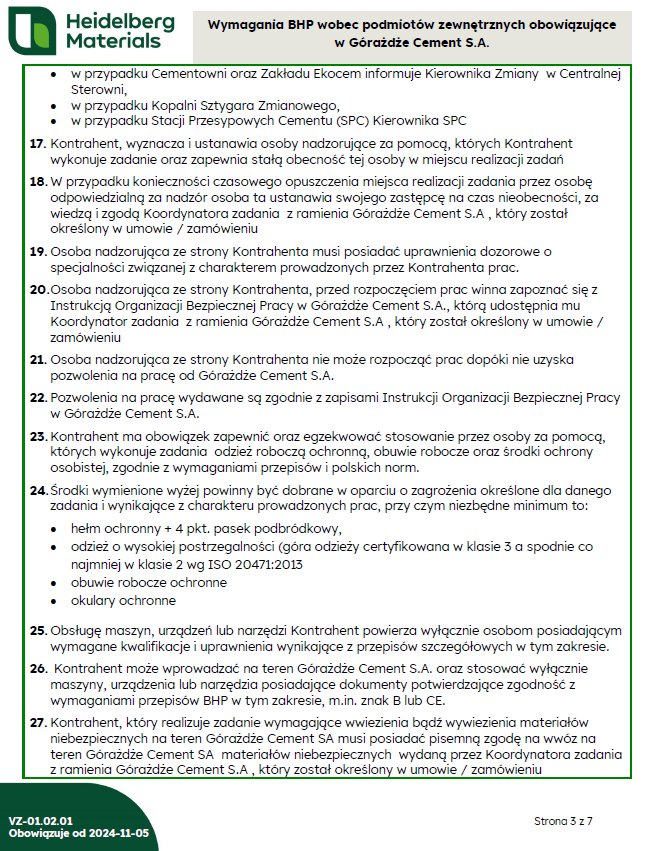 Heidelberg
Materials
Wymagania BHP wobec podmiotów zewnętrznych obowiązujące
w Górażdże Cement S.A.
• w przypadku Cementowni oraz Zakładu Ekocem informuje Kierownika Zmiany w Centralnej
Sterowni,
• w przypadku Kopalni Sztygara Zmianowego,
• w przypadku Stacji Przesypowych Cementu (SPC) Kierownika SPC
17. Kontrahent, wyznacza i ustanawia osoby nadzorujące za pomocą, których Kontrahent
wykonuje zadanie oraz zapewnia stałą obecność tej osoby w miejscu realizacji zadań
18. W przypadku konieczności czasowego opuszczenia miejsca realizacji zadania przez osobę
odpowiedzialną za nadzór osoba ta ustanawia swojego zastępcę na czas nieobecności, za
wiedzą i zgodą Koordynatora zadania z ramienia Górażdże Cement S.A , który został
określony w umowie / zamówieniu
19. Osoba nadzorująca ze strony Kontrahenta musi posiadać uprawnienia dozorowe o
specjalności związanej z charakterem prowadzonych przez Kontrahenta prac.
20. Osoba nadzorująca ze strony Kontrahenta, przed rozpoczęciem prac winna zapoznać się z
Instrukcją Organizacji Bezpiecznej Pracy w Górażdże Cement S.A., którą udostępnia mu
Koordynator zadania z ramienia Górażdże Cement S.A , który został określony w umowie /
zamówieniu
21. Osoba nadzorująca ze strony Kontrahenta nie może rozpocząć prac dopóki nie uzyska
pozwolenia na pracę od Górażdże Cement S.A.
22. Pozwolenia na pracę wydawane są zgodnie z zapisami Instrukcji Organizacji Bezpiecznej Pracy
w Górażdże Cement S.A.
23. Kontrahent ma obowiązek zapewnić oraz egzekwować stosowanie przez osoby za pomocą,
których wykonuje zadania odzież roboczą ochronną, obuwie robocze oraz środki ochrony
osobistej, zgodnie z wymaganiami przepisów i polskich norm.
24. Środki wymienione wyżej powinny być dobrane w oparciu o zagrożenia określone dla danego
zadania i wynikające z charakteru prowadzonych prac, przy czym niezbędne minimum to:
• hełm ochronny + 4 pkt. pasek podbródkowy,
• odzież o wysokiej postrzegalności (góra odzieży certyfikowana w klasie 3 a spodnie co
najmniej w klasie 2 wg ISO 20471:2013
• obuwie robocze ochronne
• okulary ochronne
25. Obsługę maszyn, urządzeń lub narzędzi Kontrahent powierza wyłącznie osobom posiadającym
wymagane kwalifikacje i uprawnienia wynikające z przepisów szczegółowych w tym zakresie.
26. Kontrahent może wprowadzać na teren Górażdże Cement S.A. oraz stosować wyłącznie
maszyny, urządzenia lub narzędzia posiadające dokumenty potwierdzające zgodność z
wymaganiami przepisów BHP w tym zakresie, m.in. znak B lub CE.
27. Kontrahent, który realizuje zadanie wymagające wwiezienia bądź wywiezienia materiałów
niebezpiecznych na teren Górażdże Cement SA musi posiadać pisemną zgodę na wwóz na
teren Górażdże Cement SA materiałów niebezpiecznych wydaną przez Koordynatora zadania
z ramienia Górażdże Cement S.A , który został określony w umowie / zamówieniu
VZ-01.02.01
Obowiązuje od 2024-11-05
Strona 3 z 7